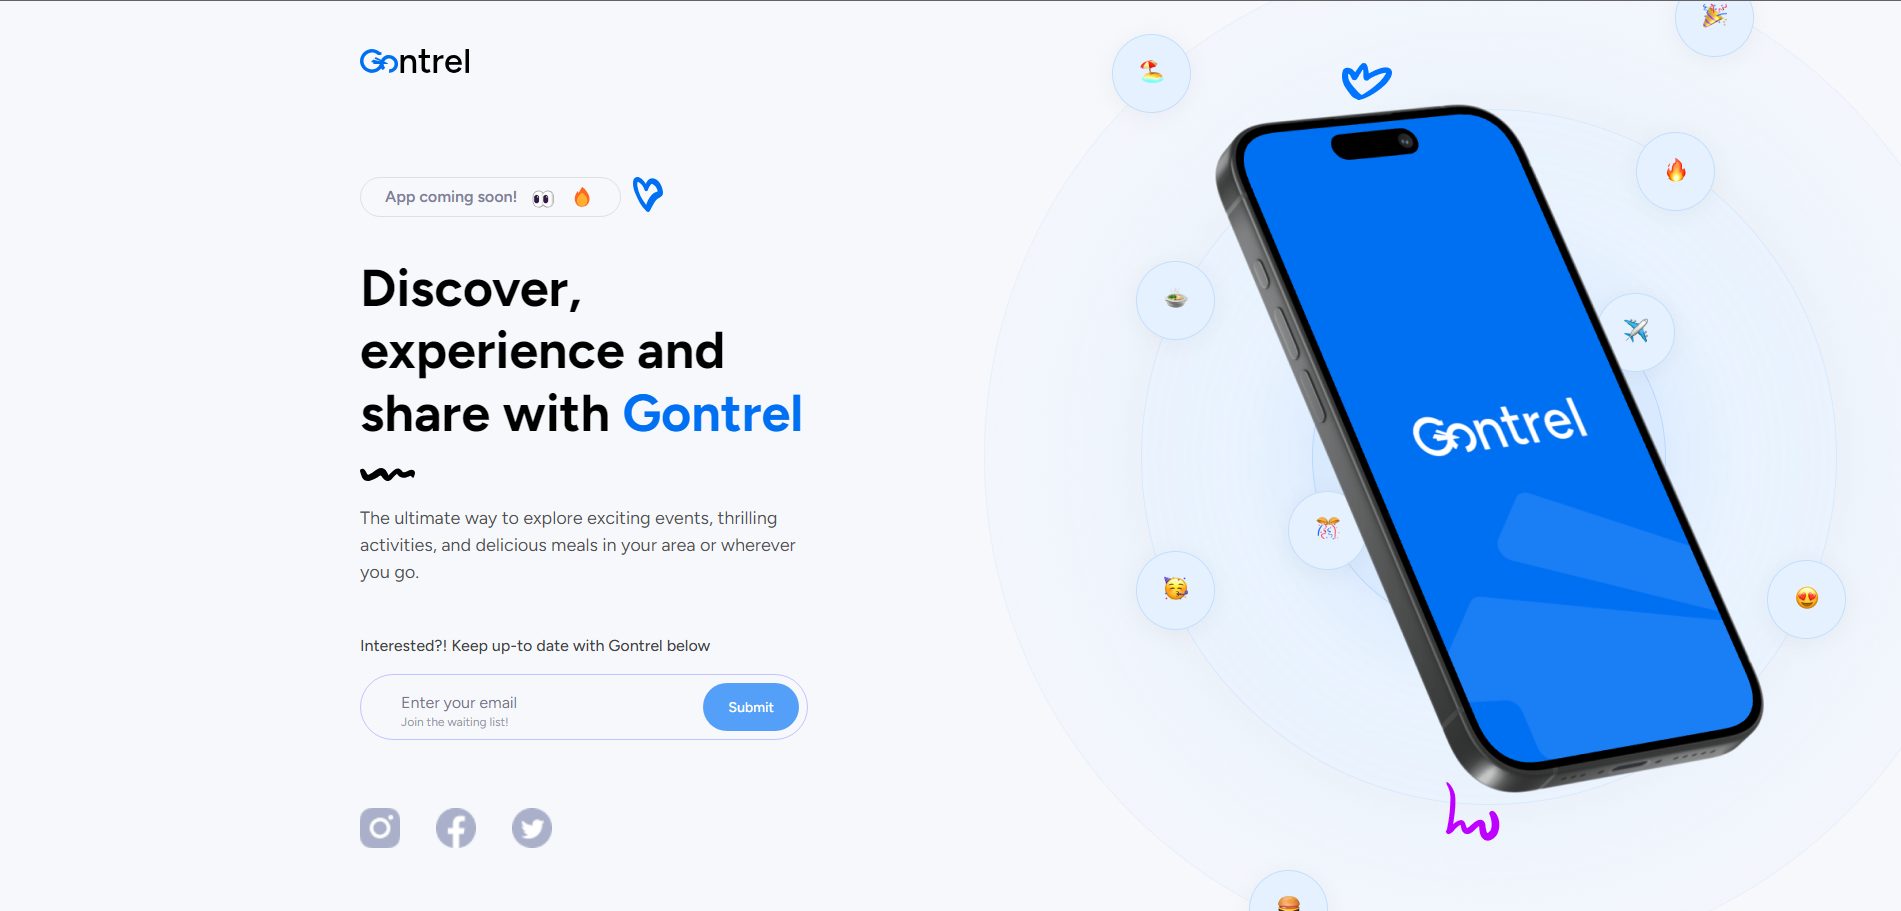 Gontrel
App coming soon!
Discover,
experience and
share with Gontrel
The ultimate way to explore exciting events, thrilling
activities, and delicious meals in your area or wherever
you go.
Interested?! Keep up-to date with Gontrel below
Enter your email
Join the waiting list!
Submit
Gontrel